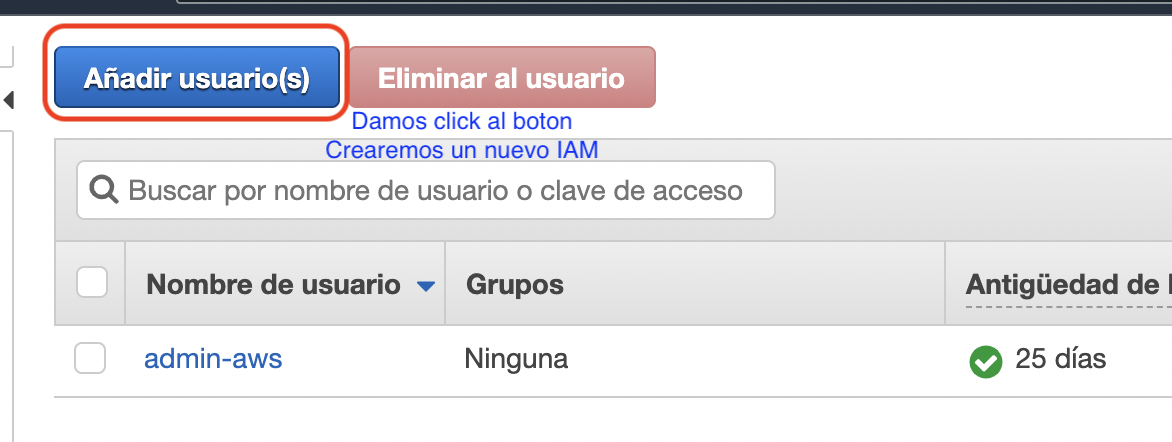 Añadir usuario(s) Eliminar al usuario
Damos click al boton
Crearemos un nuevo IAM
Buscar por nombre de usuario o clave de acceso
Nombre de usuario Grupos Antigüedad de
admin-aws Ninguna 25 días